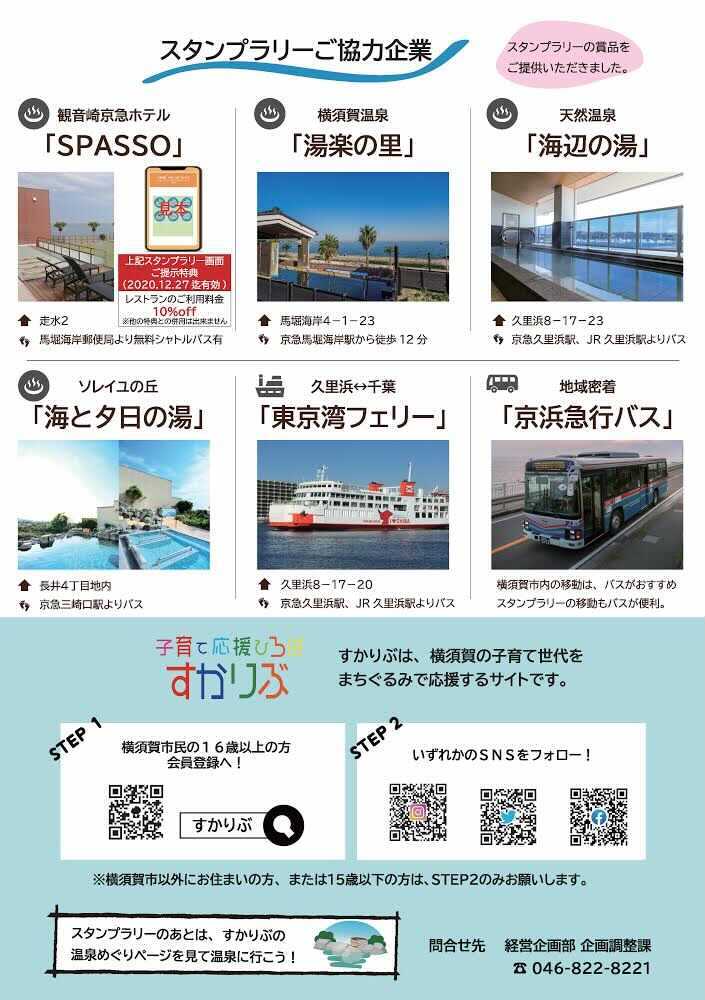 スタンプラリーご協力企業
スタンプラリーの賞品を
ご提供いただきました。
観音崎京急ホテル
「SPASSO」
見本
上記スタンプラリー画面
ご提示特典
(2020.12.27迄有効)
レストランのご利用料金
10%off
※他の特典との併用は出来ません
走水2
馬堀海岸郵便局より無料シャトルバス有
横須賀温泉
「湯楽の里」
馬堀海岸4-1-23
京急馬堀海岸駅から徒歩12分
天然温泉
「海辺の湯」
久里浜8-17-23
京急久里浜駅、JR久里浜駅よりバス
ソレイユの丘
「海と夕日の湯」
長井4丁目地内
京急三崎口駅よりバス
久里浜↔千葉
「東京湾フェリー」
久里浜8-17-20
京急久里浜駅、JR久里浜駅よりバス
地域密着
「京浜急行バス」
横須賀市内の移動は、バスがおすすめ
スタンプラリーの移動もバスが便利。
子育て応援ひろば
すかりぶ
すかりぶは、横須賀の子育て世代を
まちぐるみで応援するサイトです。
STEP 1
横須賀市民の16歳以上の方
会員登録へ!
すかりぶ
STEP 2
いずれかのSNSをフォロー!
※横須賀市以外にお住まいの方、または15歳以下の方は、STEP2のみお願いします。
スタンプラリーのあとは、すかりぶの
温泉めぐりページを見て温泉に行こう!
問合せ先 経営企画部 企画調整課
☎ 046-822-8221